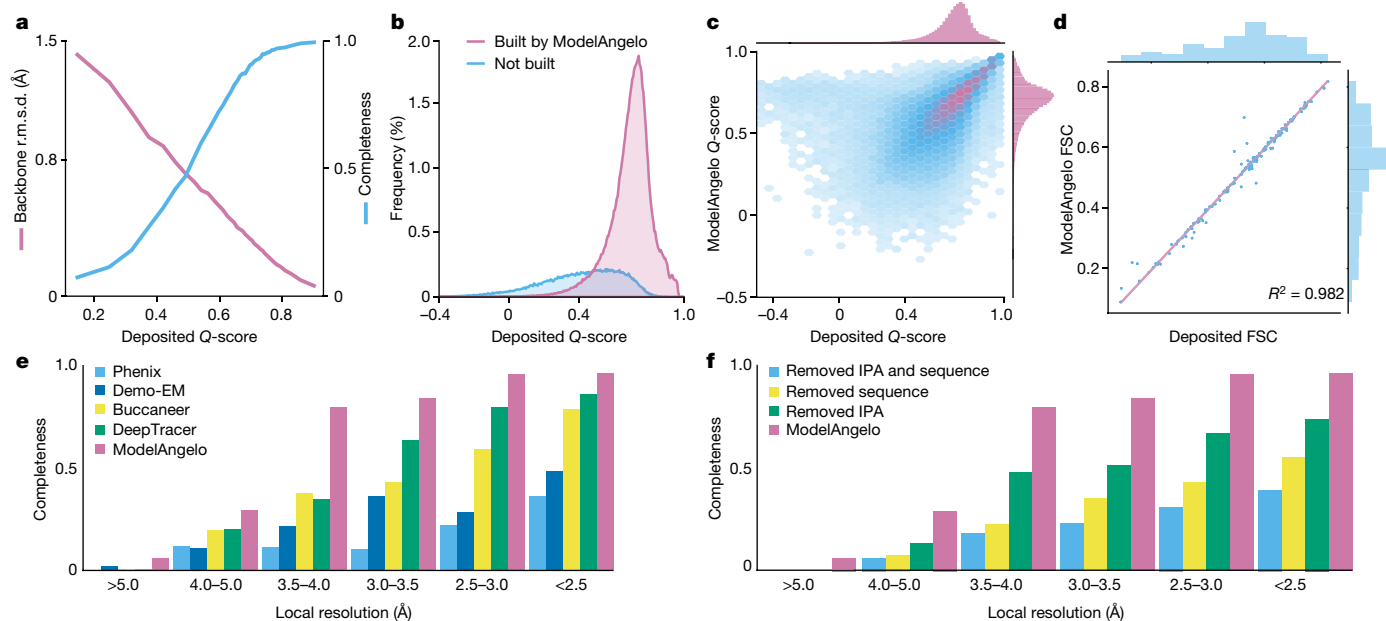 a
1.5
0.8
0
Backbone r.m.s.d. (Å)
1.0
0.5
0
Completeness
0.2 0.4 0.6 0.8
Deposited Q-score
b
2.0
1.5
1.0
0.5
0
Frequency (%)
Built by ModelAngelo
Not built
−0.4 0 0.4 1.0
Deposited Q-score
c
1.0
0.5
0
−0.5
ModelAngelo Q-score
−0.4 0 0.4 1.0
Deposited Q-score
d
0.8
0.6
0.4
0.2
ModelAngelo FSC
R² = 0.982
Deposited FSC
e
1.0
0.5
0
Completeness
Phenix
Demo-EM
Buccaneer
DeepTracer
ModelAngelo
>5.0 4.0–5.0 3.5–4.0 3.0–3.5 2.5–3.0 <2.5
Local resolution (Å)
f
1.0
0.5
0
Completeness
Removed IPA and sequence
Removed sequence
Removed IPA
ModelAngelo
>5.0 4.0–5.0 3.5–4.0 3.0–3.5 2.5–3.0 <2.5
Local resolution (Å)